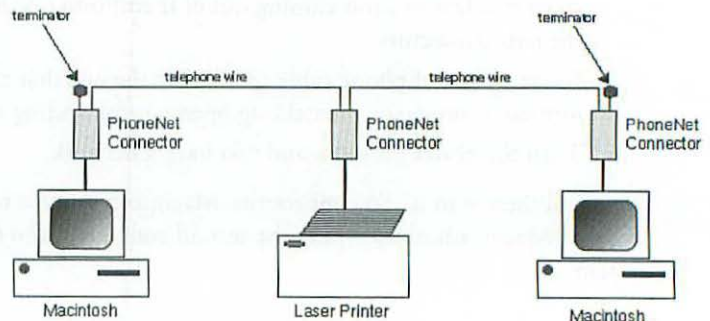 terminator
terminator
telephone wire
telephone wire
PhoneNet
Connector
PhoneNet
Connector
PhoneNet
Connector
Macintosh
Laser Printer
Macintosh